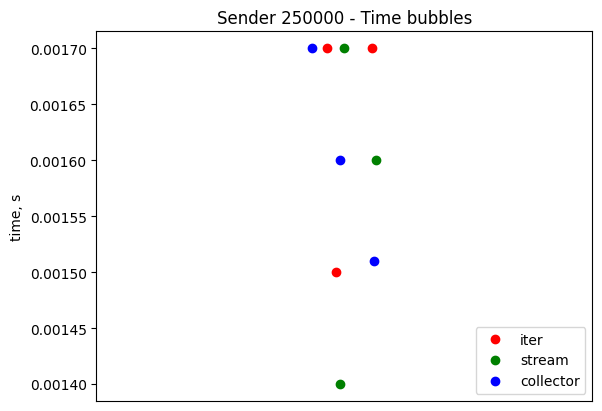 Sender 250000 - Time bubbles
time, s
0.00170
0.00165
0.00160
0.00155
0.00150
0.00145
0.00140
iter
stream
collector